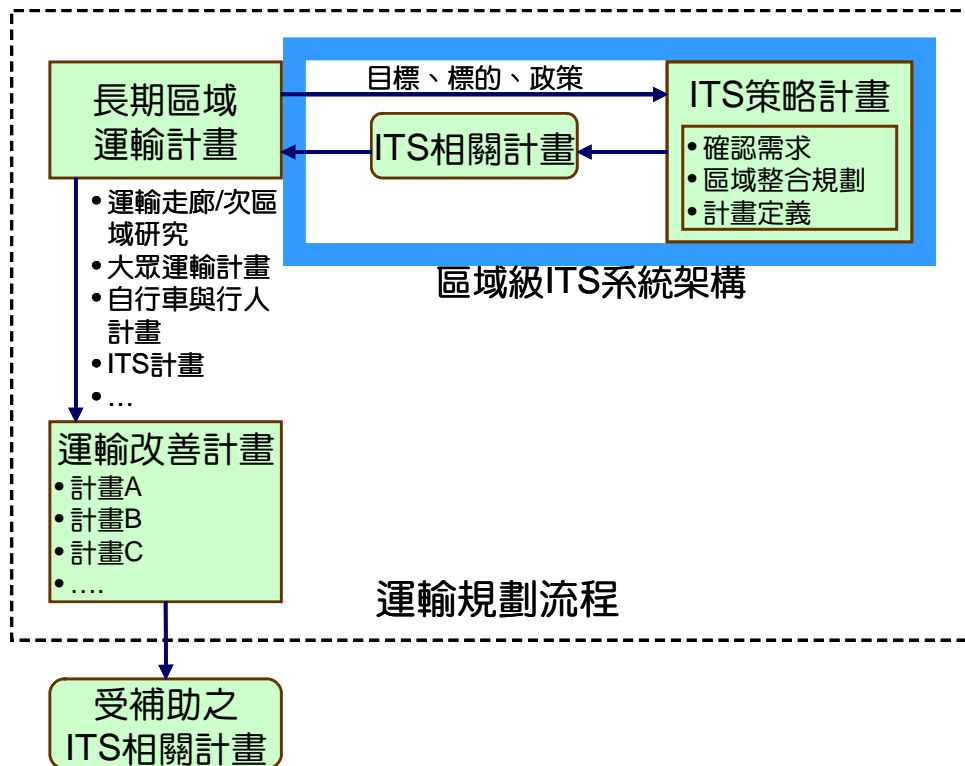 長期區域
運輸計畫
目標、標的、政策
ITS相關計畫
ITS策略計畫
•確認需求
•區域整合規劃
•計畫定義
區域級ITS系統架構
•運輸走廊/次區
域研究
•大眾運輸計畫
•自行車與行人
計畫
•ITS計畫
•…
運輸改善計畫
•計畫A
•計畫B
•計畫C
•….
運輸規劃流程
受補助之
ITS相關計畫